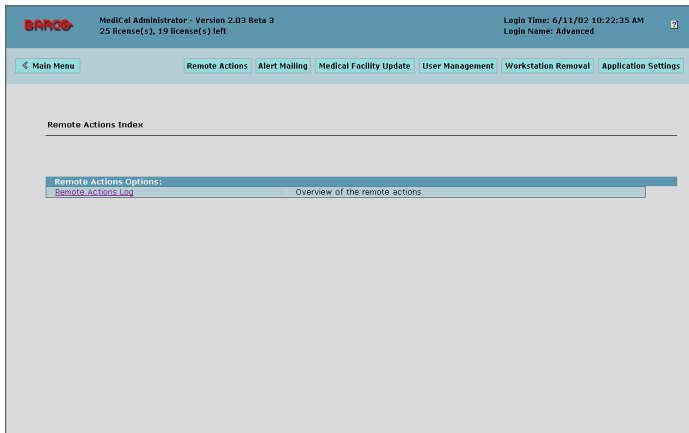 BARCO
MediCal Administrator - Version 2.03 Beta 3
25 license(s), 19 license(s) left
Login Time: 6/11/02 10:22:35 AM
Login Name: Advanced
?
Main Menu
Remote Actions
Alert Mailing
Medical Facility Update
User Management
Workstation Removal
Application Settings
Remote Actions Index
Remote Actions Options:
Remote Actions Log
Overview of the remote actions